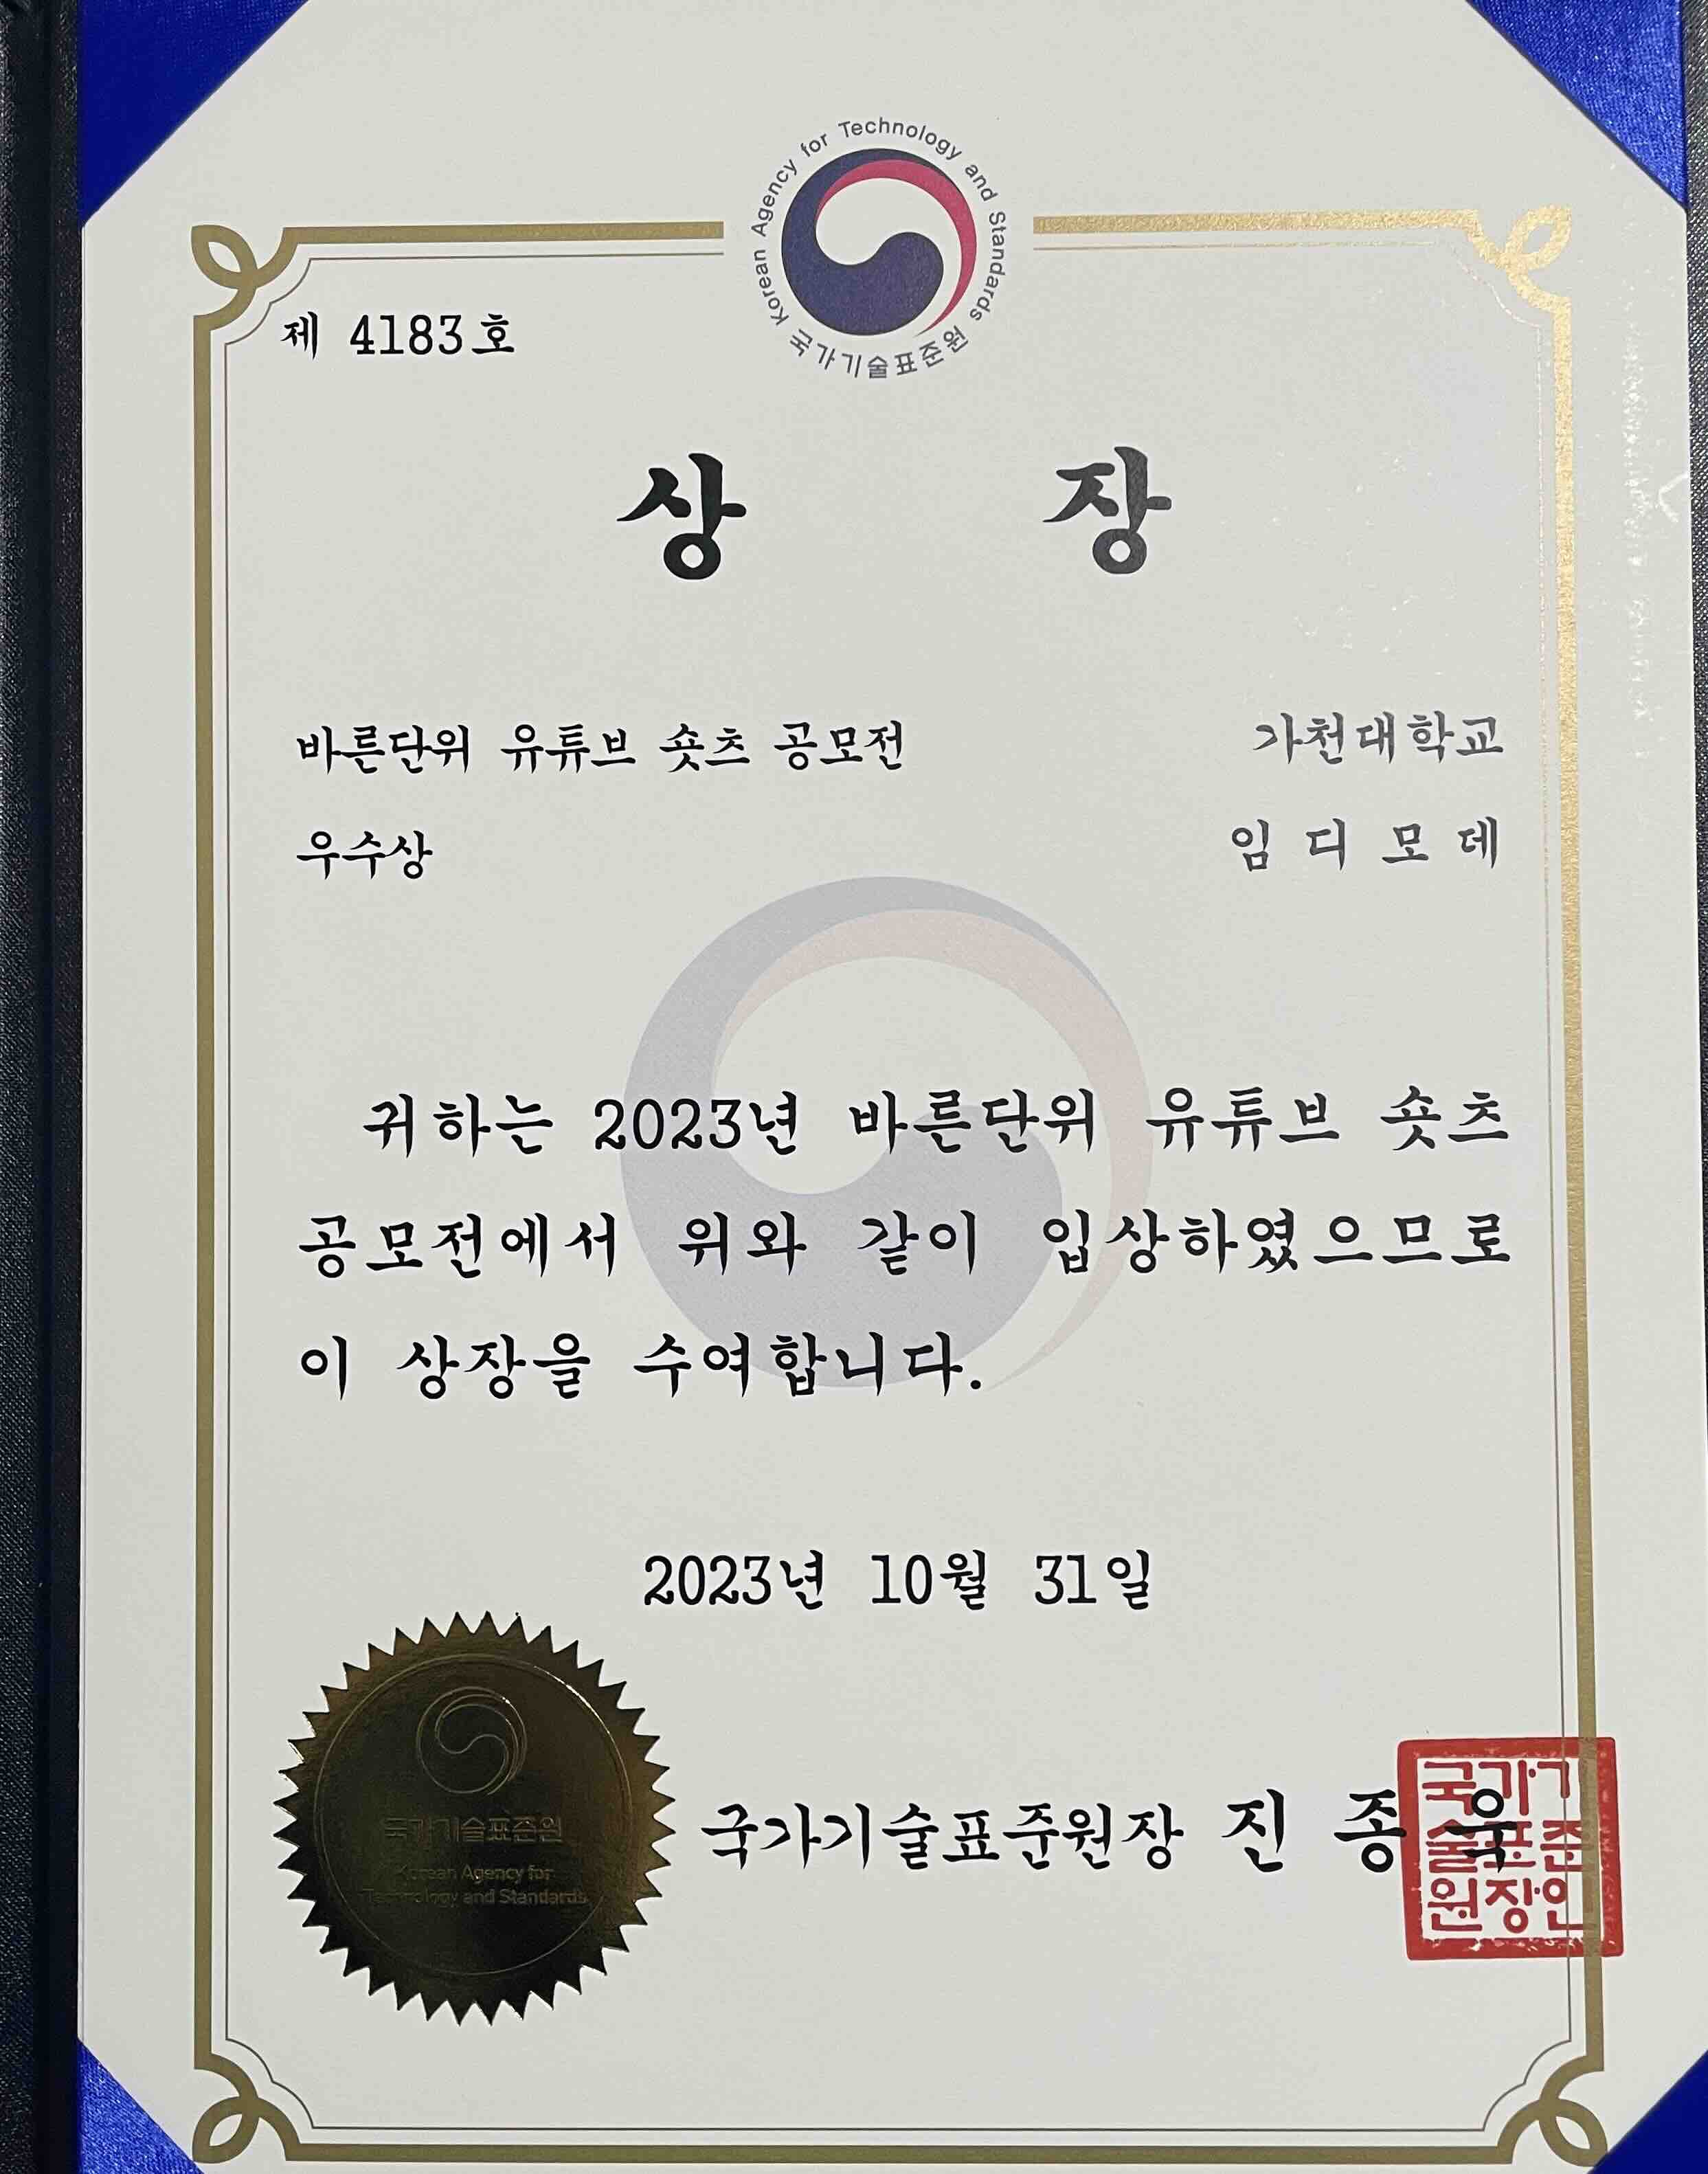 Korean Agency for Technology and Standards
국가기술표준원
제 4183호
상 장
바른단위 유튜브 숏츠 공모전
가천대학교
우수상
임 디 모 데
귀하는 2023년 바른단위 유튜브 숏츠
공모전에서 위와 같이 입상하였으므로
이 상장을 수여합니다.
2023년 10월 31일
국가기술표준원
Korean Agency for
Technology and Standards
국가기술표준원장 진 종 욱
국가기
술표준
원장인